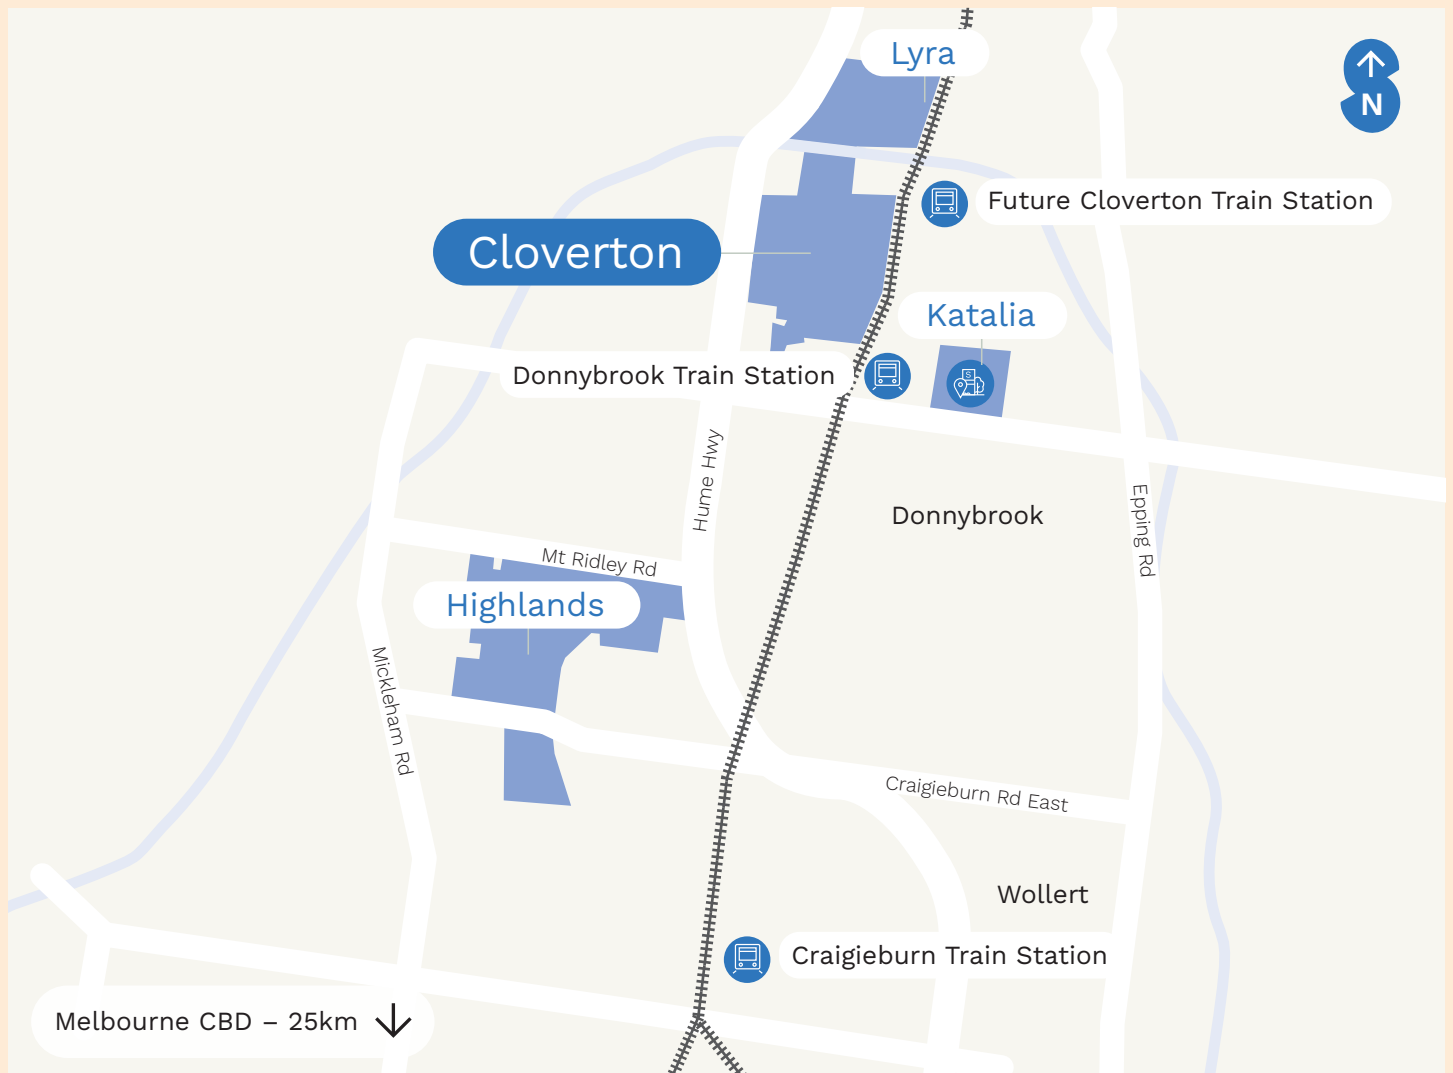 Lyra
N
Future Cloverton Train Station
Cloverton
Katalia
Donnybrook Train Station
S
Hume Hwy
Donnybrook
Epping Rd
Mt Ridley Rd
Highlands
Mickleham Rd
Craigieburn Rd East
Wollert
Craigieburn Train Station
Melbourne CBD – 25km